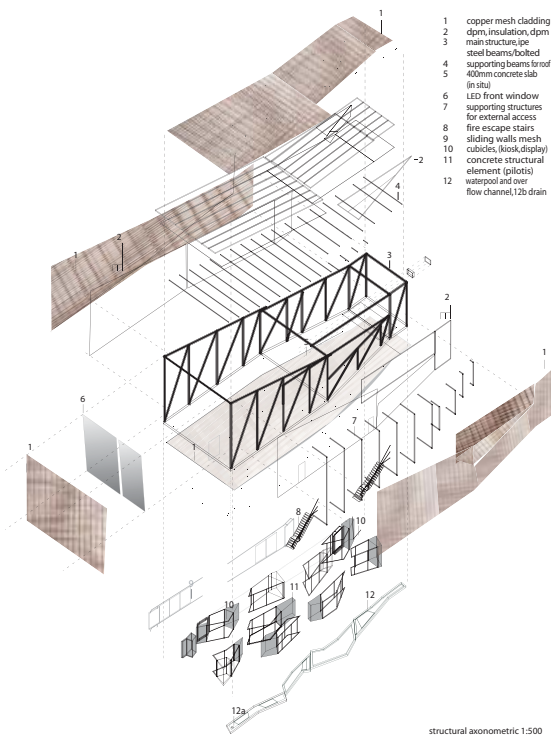 1 copper mesh cladding
2 dpm, insulation, dpm
3 main structure, ipe
steel beams/bolted
4 supporting beams for roof
5 400mm concrete slab
(in situ)
6 LED front window
7 supporting structures
for external access
8 fire escape stairs
9 sliding walls mesh
10 cubicles, (kiosk,display)
11 concrete structural
element (pilotis)
12 waterpool and over
flow channel,12b drain
1
2
4
2
1
3
2
5
1
6
7
1
1
8
10
9
11
12
10
12a
structural axonometric 1:500